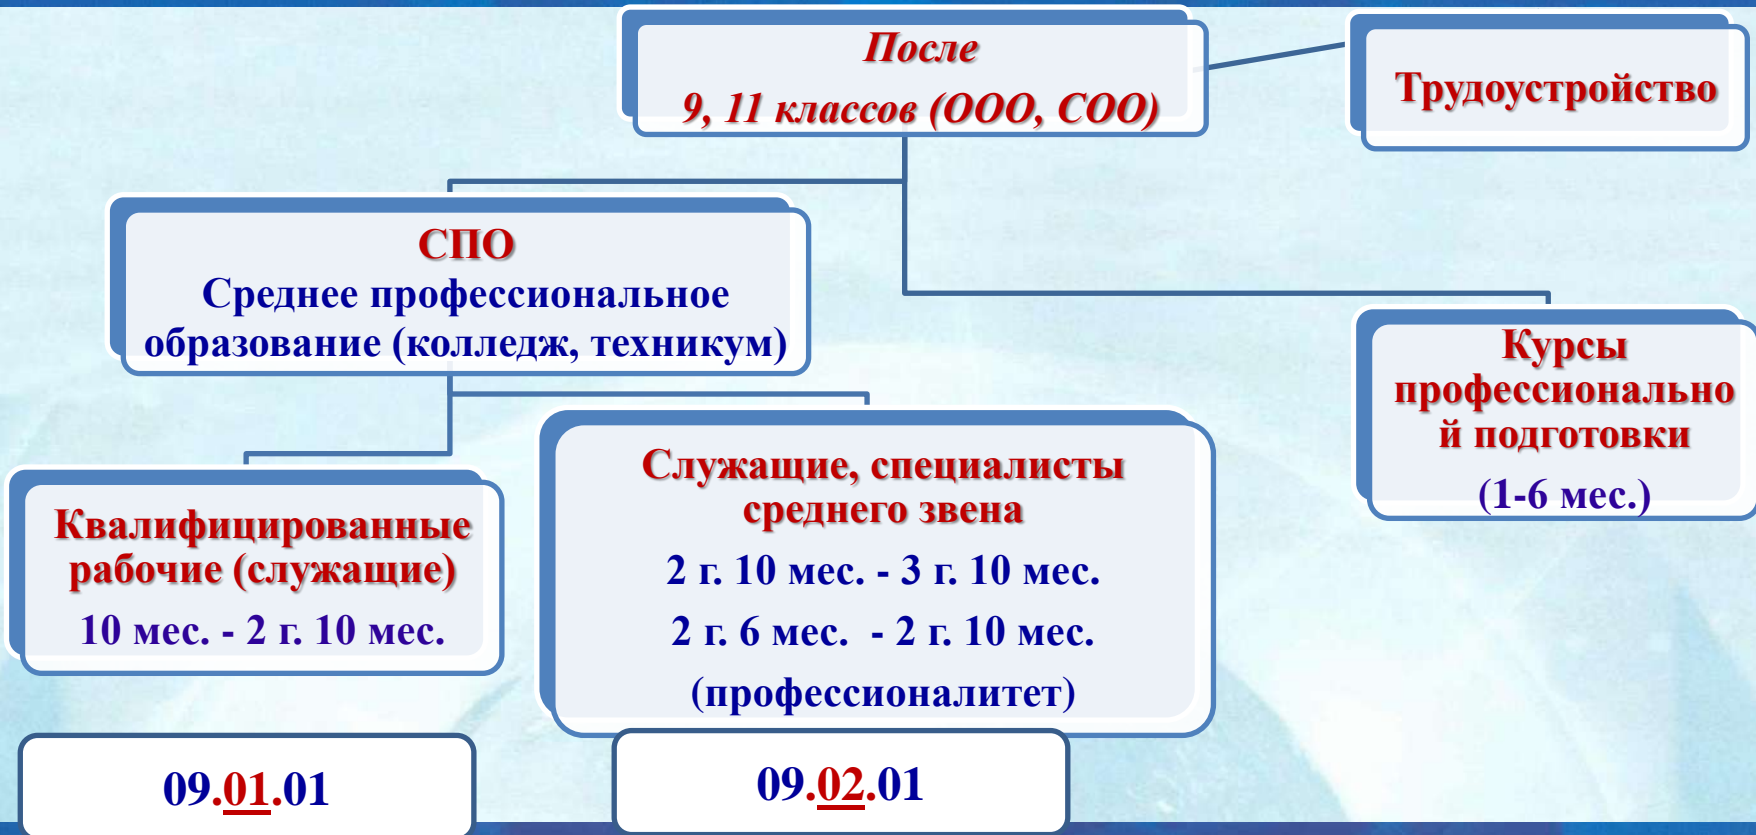 После
9, 11 классов (ООО, СОО)
Трудоустройство
СПО
Среднее профессиональное
образование (колледж, техникум)
Курсы
профессионально
й подготовки
(1-6 мес.)
Квалифицированные
рабочие (служащие)
10 мес. - 2 г. 10 мес.
Служащие, специалисты
среднего звена
2 г. 10 мес. - 3 г. 10 мес.
2 г. 6 мес.  - 2 г. 10 мес.
(профессионалитет)
09.01.01
09.02.01